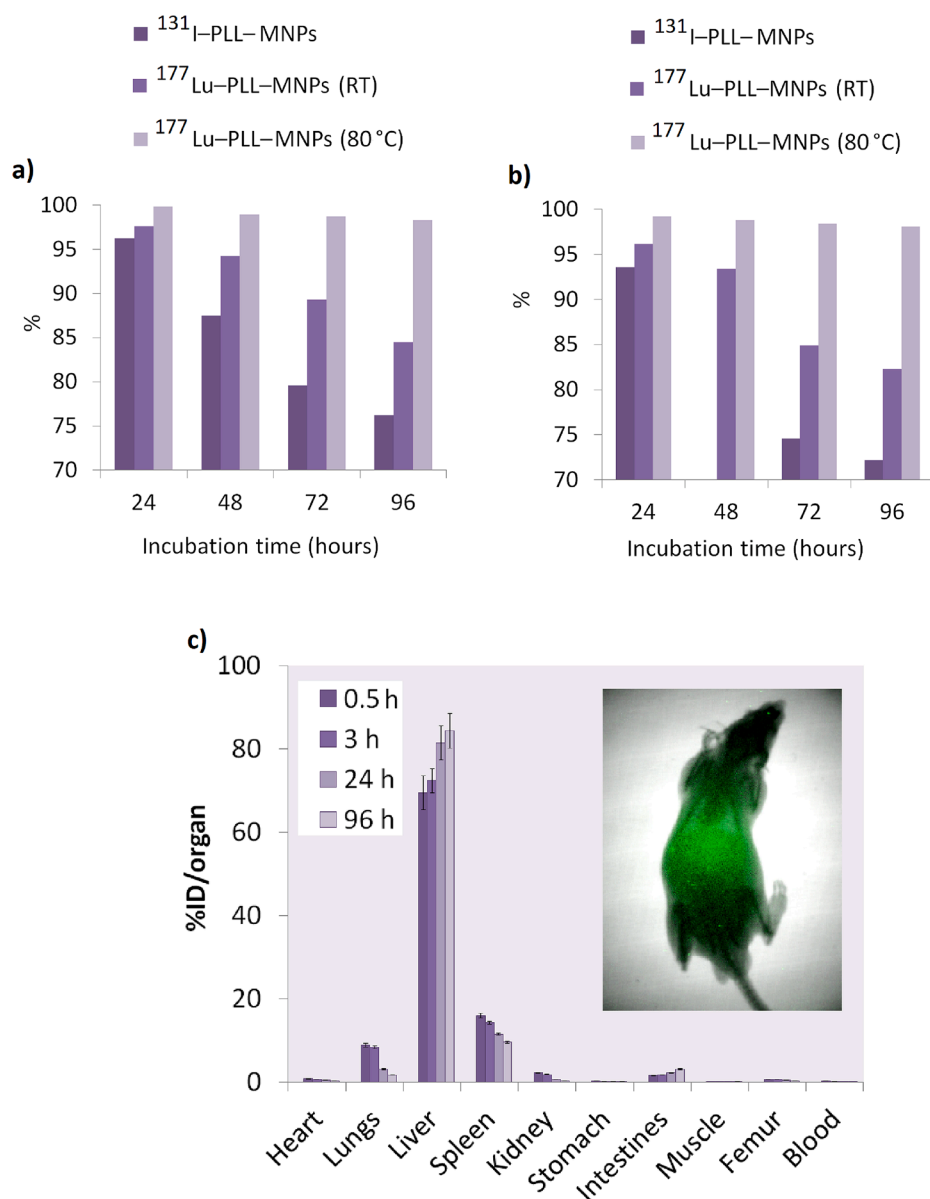 ¹³¹I–PLL–MNPs
¹⁷⁷Lu–PLL–MNPs (RT)
¹⁷⁷Lu–PLL–MNPs (80 °C)
a)
100
95
90
85
80
75
70
%
24 48 72 96
Incubation time (hours)
¹³¹I–PLL–MNPs
¹⁷⁷Lu–PLL–MNPs (RT)
¹⁷⁷Lu–PLL–MNPs (80 °C)
b)
100
95
90
85
80
75
70
%
24 48 72 96
Incubation time (hours)
c)
100
80
60
40
20
0
%ID/organ
0.5 h
3 h
24 h
96 h
Heart
Lungs
Liver
Spleen
Kidney
Stomach
Intestines
Muscle
Femur
Blood